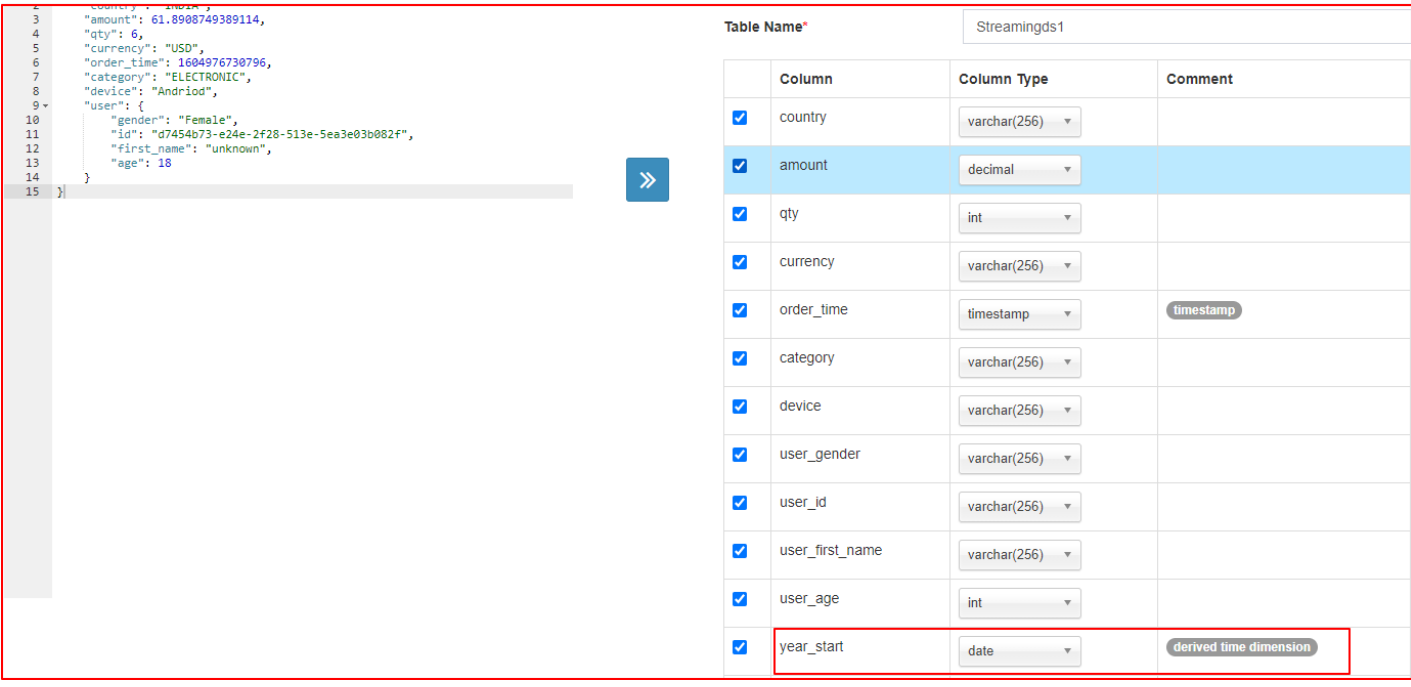 2 "country": "INDIA",
3 "amount": 61.8908749389114,
4 "qty": 6,
5 "currency": "USD",
6 "order_time": 1604976730796,
7 "category": "ELECTRONIC",
8 "device": "Andriod",
9 "user": {
10 "gender": "Female",
11 "id": "d7454b73-e24e-2f28-513e-5ea3e03b082f",
12 "first_name": "unknown",
13 "age": 18
14 }
15 }
Table Name* Streamingds1
Column Column Type Comment
country varchar(256)
amount decimal
qty int
currency varchar(256)
order_time timestamp timestamp
category varchar(256)
device varchar(256)
user_gender varchar(256)
user_id varchar(256)
user_first_name varchar(256)
user_age int
year_start date derived time dimension